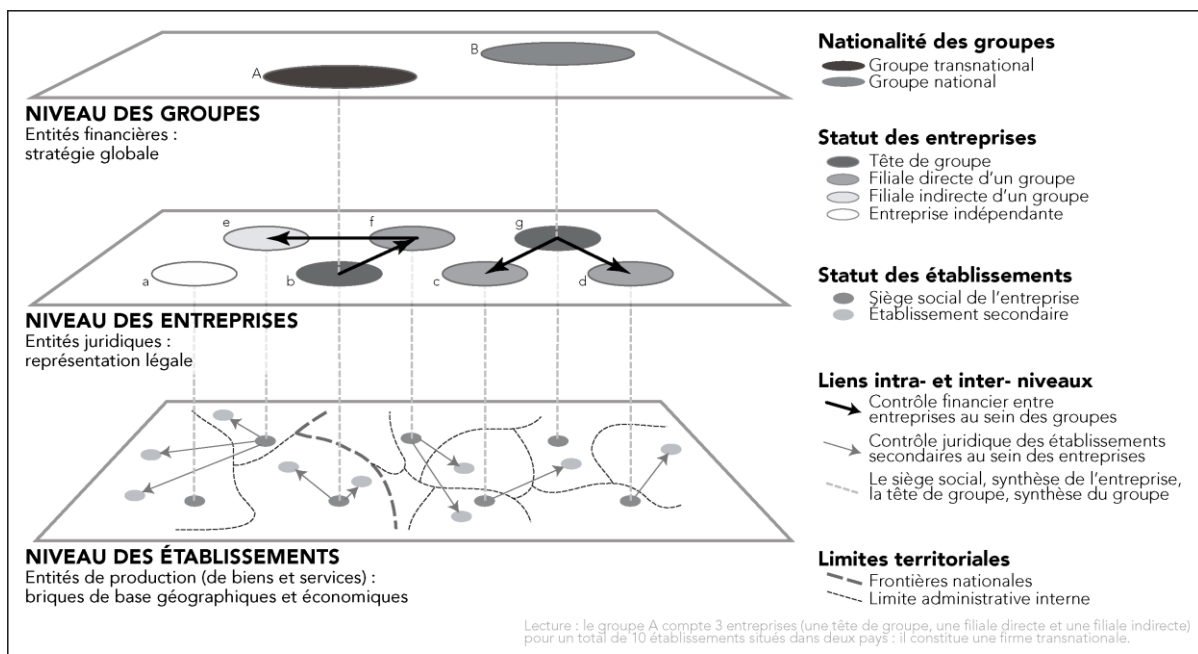 A
B
NIVEAU DES GROUPES
Entités financières :
stratégie globale
e
f
g
a
b
c
d
NIVEAU DES ENTREPRISES
Entités juridiques :
représentation légale
NIVEAU DES ÉTABLISSEMENTS
Entités de production (de biens et services) :
briques de base géographiques et économiques
Nationalité des groupes
Groupe transnational
Groupe national
Statut des entreprises
Tête de groupe
Filiale directe d'un groupe
Filiale indirecte d'un groupe
Entreprise indépendante
Statut des établissements
Siège social de l'entreprise
Établissement secondaire
Liens intra- et inter- niveaux
Contrôle financier entre
entreprises au sein des groupes
Contrôle juridique des établissements
secondaires au sein des entreprises
Le siège social, synthèse de l'entreprise,
la tête de groupe, synthèse du groupe
Limites territoriales
Frontières nationales
Limite administrative interne
Lecture : le groupe A compte 3 entreprises (une tête de groupe, une filiale directe et une filiale indirecte)
pour un total de 10 établissements situés dans deux pays : il constitue une firme transnationale.